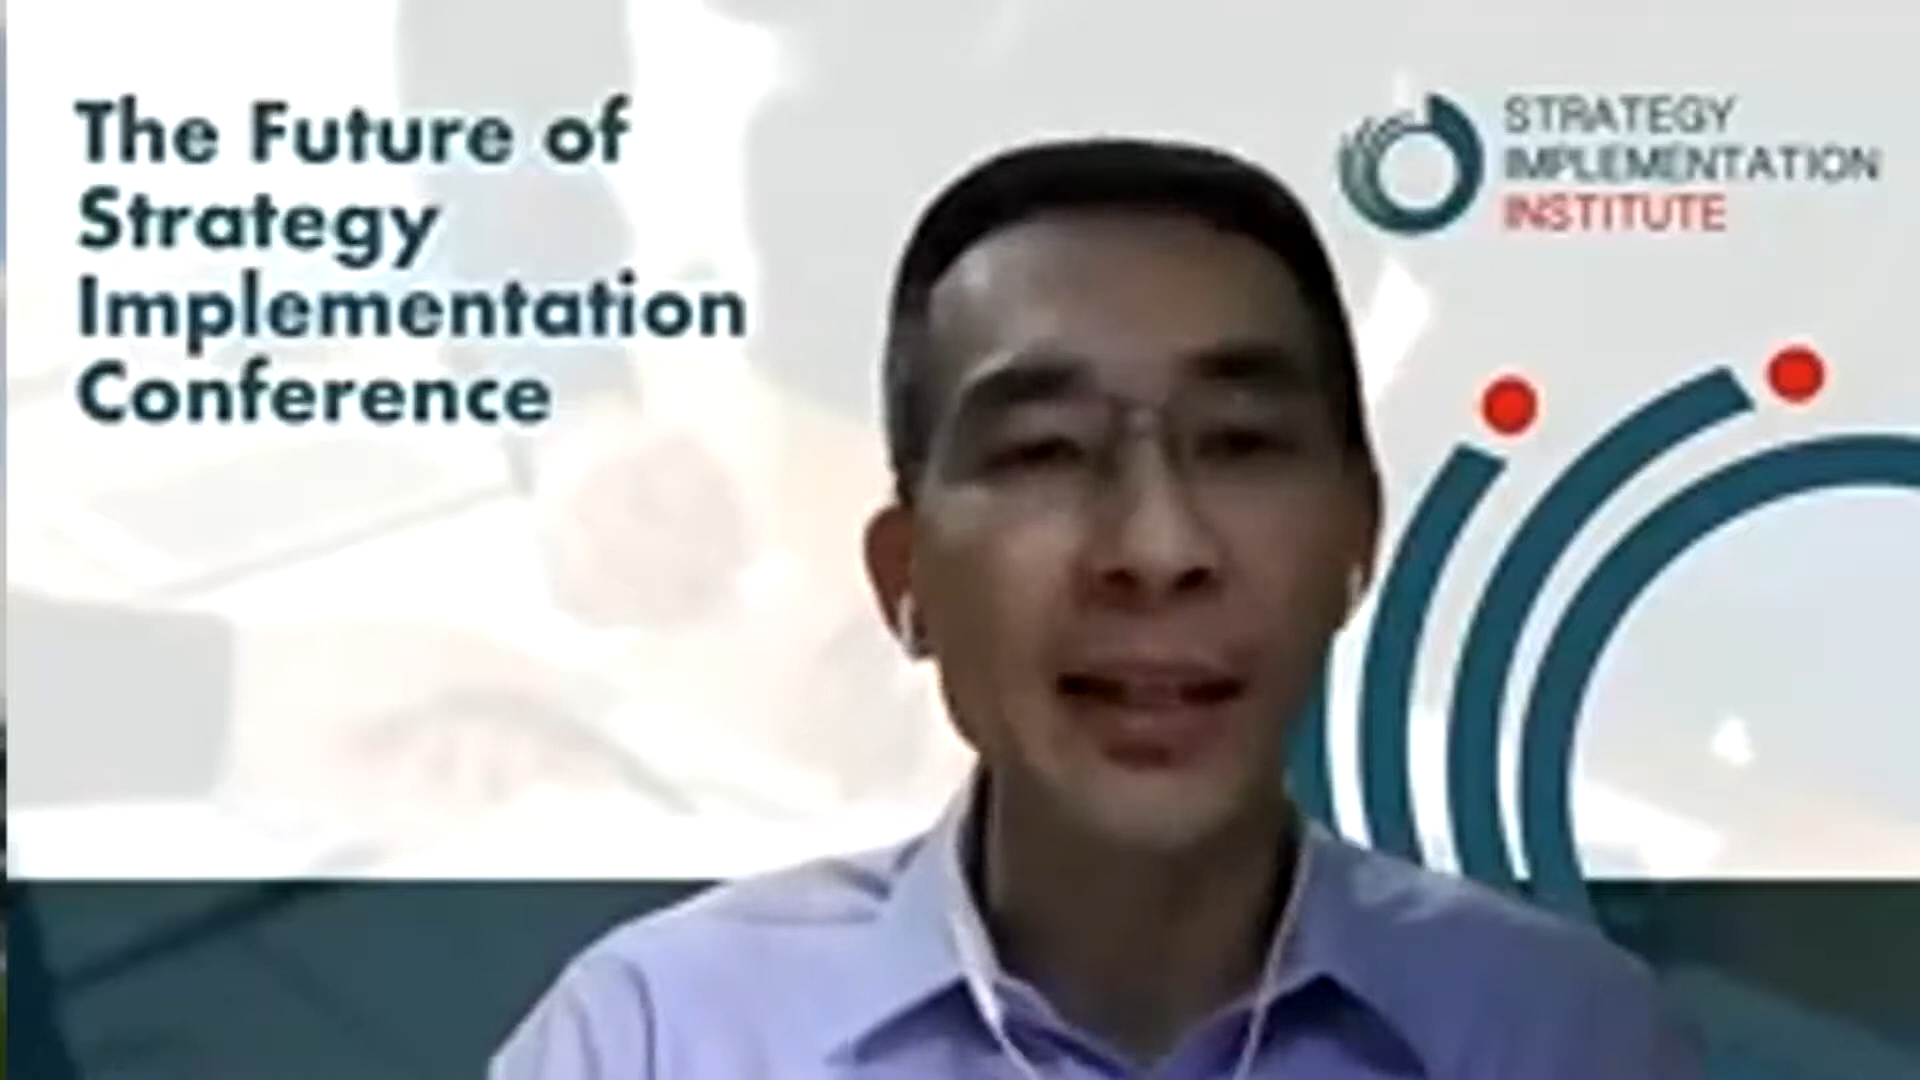 The Future of
Strategy
Implementation
Conference
STRATEGY
IMPLEMENTATION
INSTITUTE